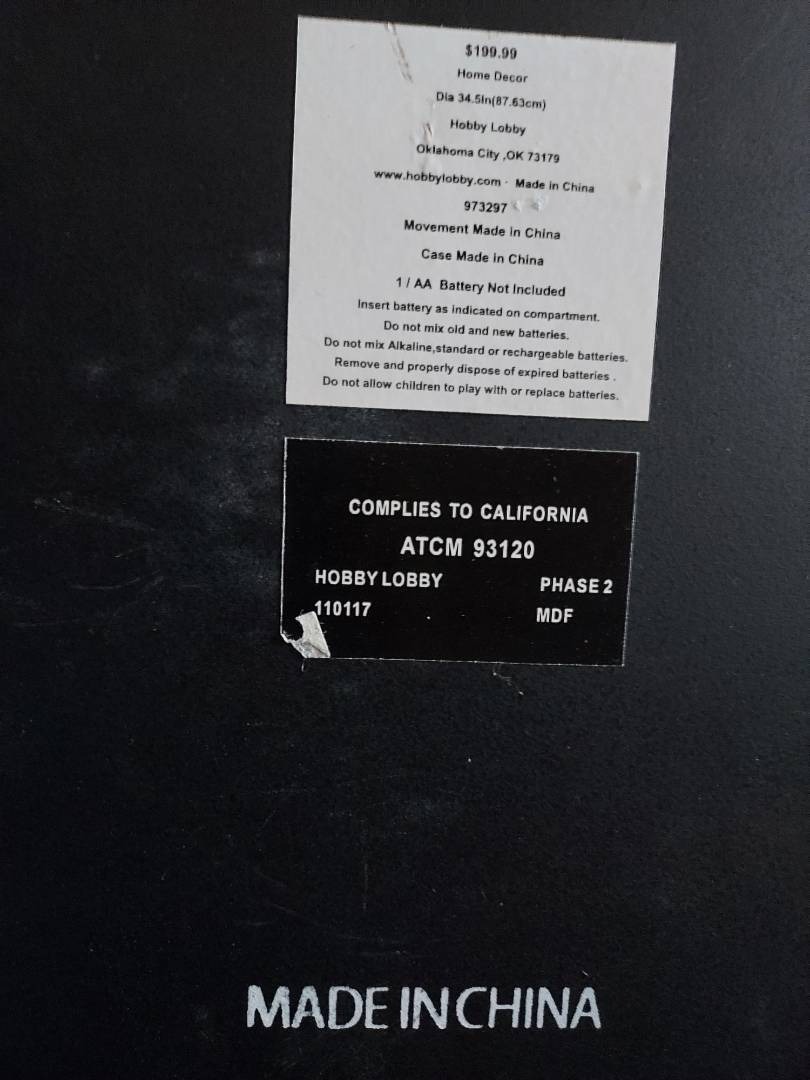 $199.99
Home Decor
Dia 34.5In(87.63cm)
Hobby Lobby
Oklahoma City ,OK 73179
www.hobbylobby.com · Made in China
973297
Movement Made in China
Case Made in China
1 / AA Battery Not Included
Insert battery as indicated on compartment.
Do not mix old and new batteries.
Do not mix Alkaline,standard or rechargeable batteries.
Remove and properly dispose of expired batteries .
Do not allow children to play with or replace batteries.
COMPLIES TO CALIFORNIA
ATCM 93120
HOBBY LOBBY PHASE 2
110117 MDF
MADE IN CHINA